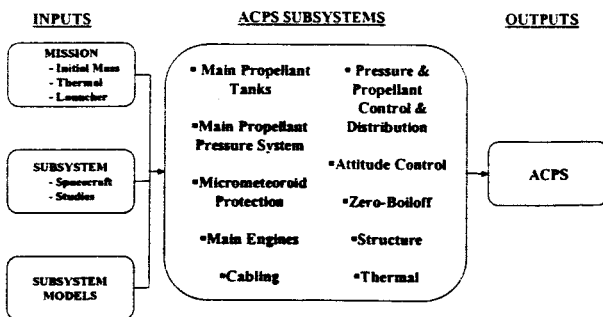 INPUTS
ACPS SUBSYSTEMS
OUTPUTS
MISSION
- Initial Mass
- Thermal
- Launcher
SUBSYSTEM
- Spacecraft
- Studies
SUBSYSTEM
MODELS
▪ Main Propellant
Tanks
▪Main Propellant
Pressure System
▪Micrometeoroid
Protection
▪Main Engines
▪Cabling
▪ Pressure &
Propellant
Control &
Distribution
▪Attitude Control
▪Zero-Boiloff
▪Structure
▪Thermal
ACPS